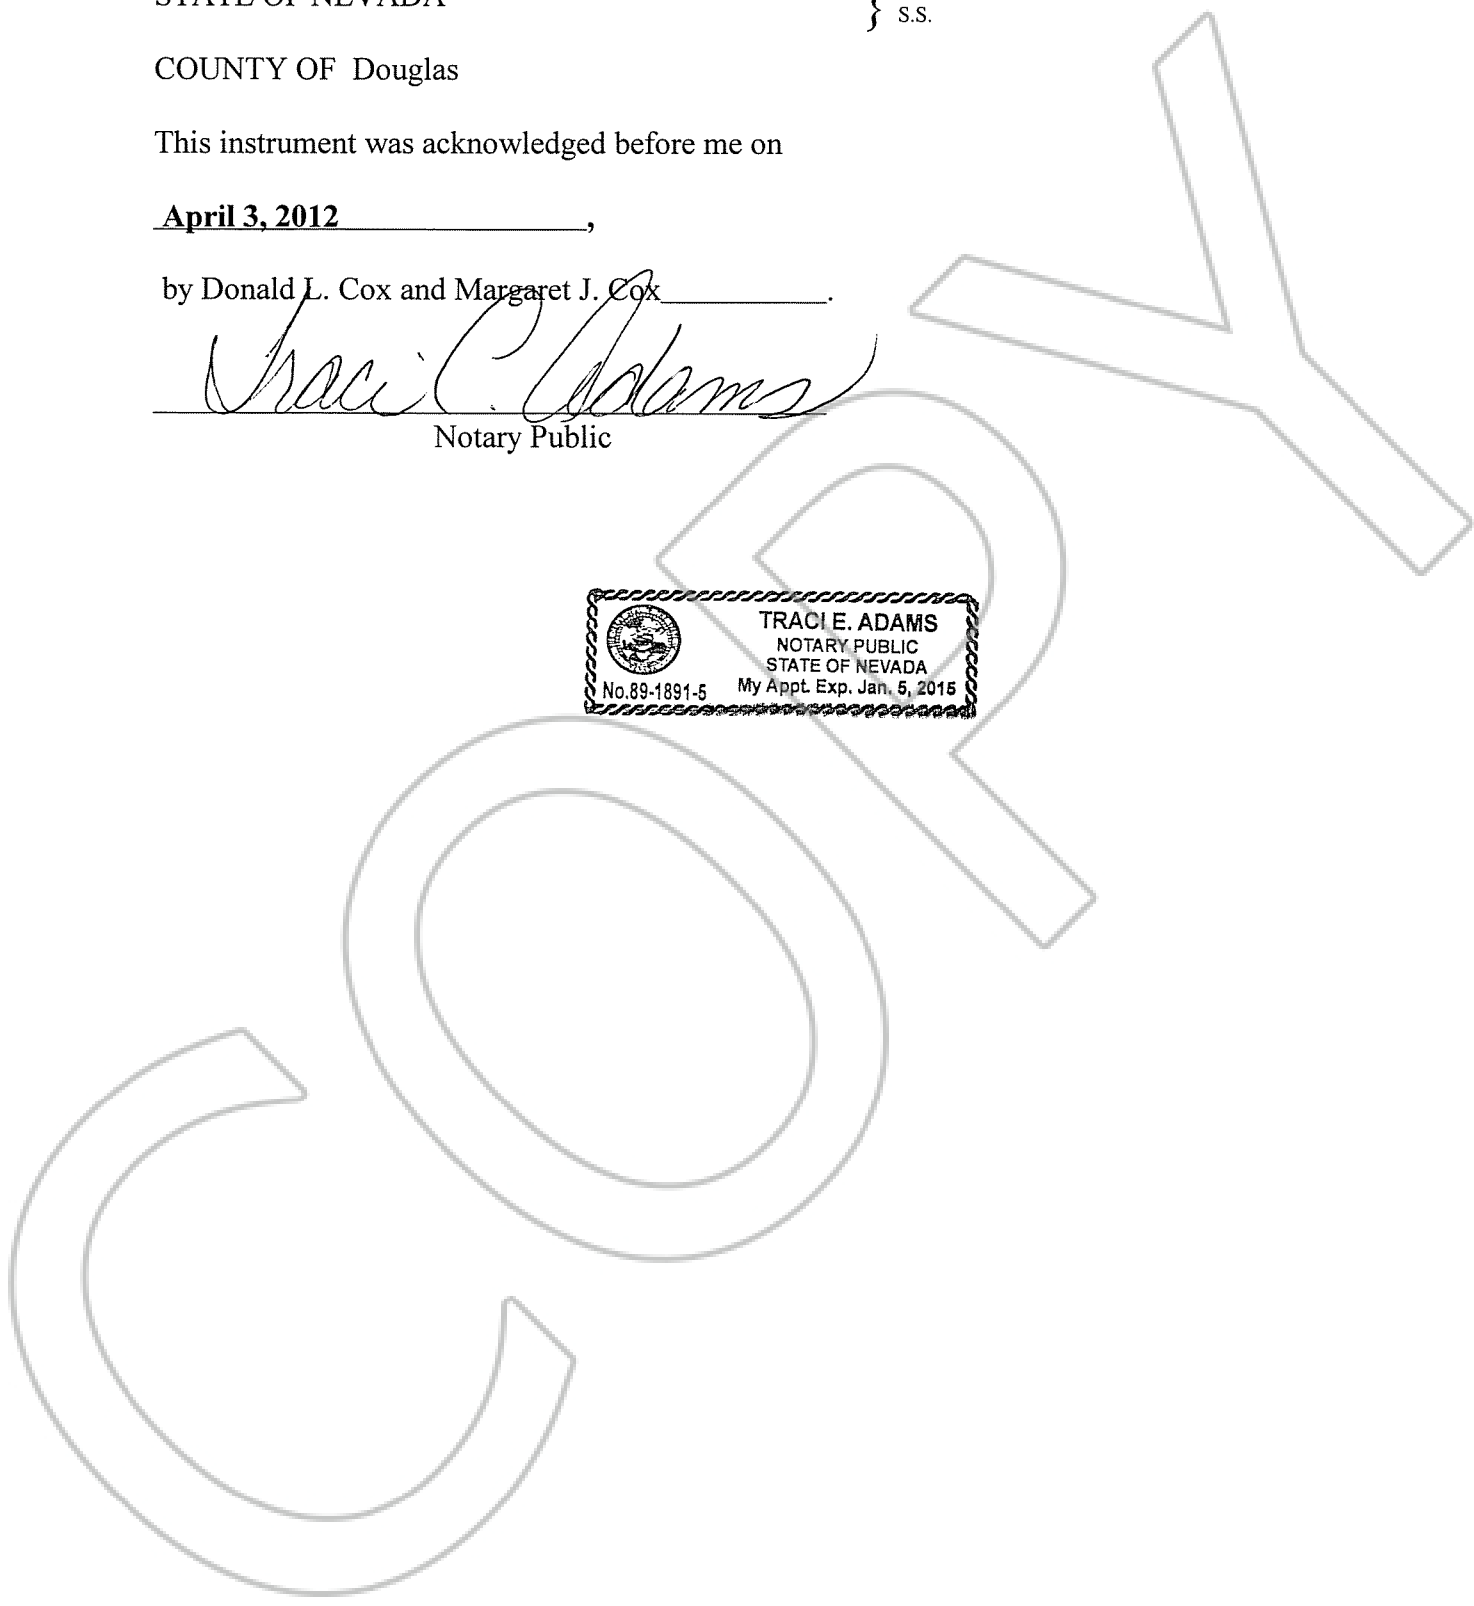 STATE OF NEVADA
} s.s.
COUNTY OF Douglas
This instrument was acknowledged before me on
April 3, 2012,
by Donald L. Cox and Margaret J. Cox.
Traci E. Adams
Notary Public
TRACI E. ADAMS
NOTARY PUBLIC
STATE OF NEVADA
No.89-1891-5 My Appt. Exp. Jan. 5, 2015
COPY